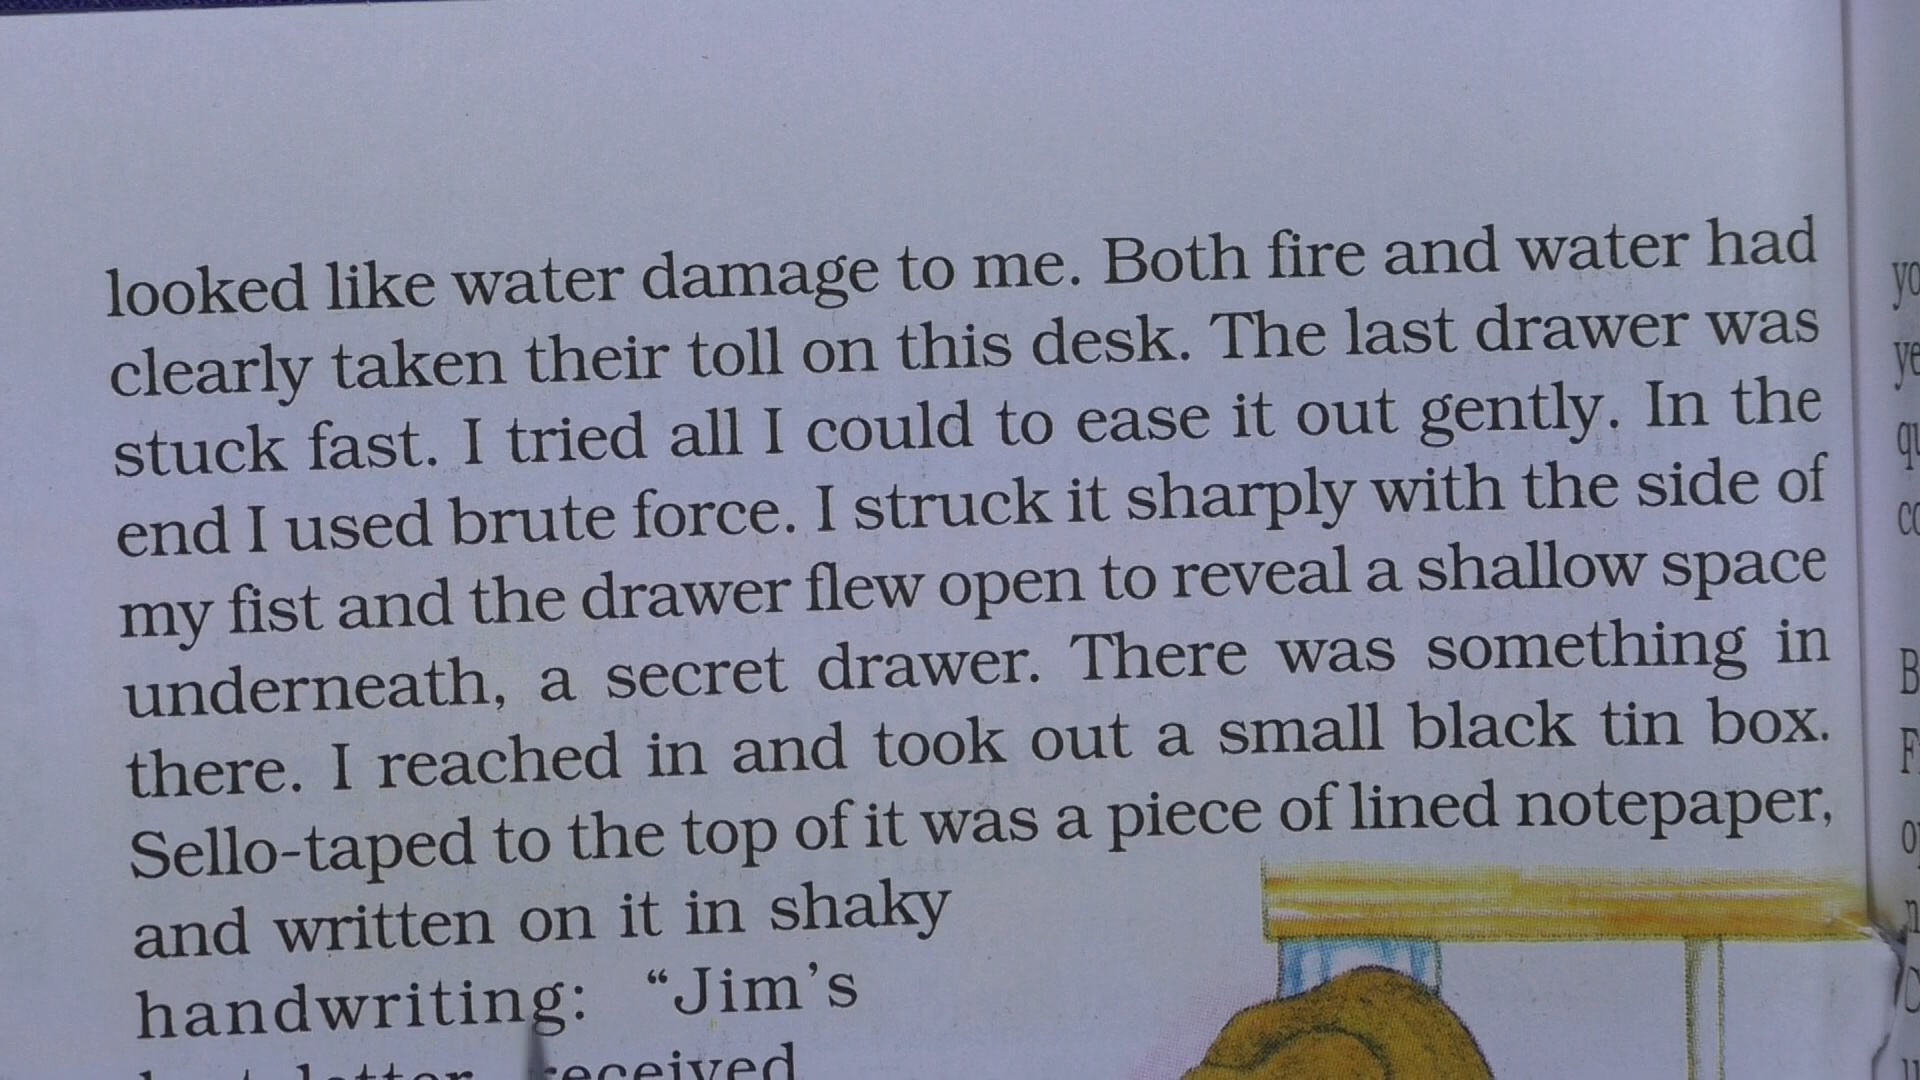 looked like water damage to me. Both fire and water had
clearly taken their toll on this desk. The last drawer was
stuck fast. I tried all I could to ease it out gently. In the
end I used brute force. I struck it sharply with the side of
my fist and the drawer flew open to reveal a shallow space
underneath, a secret drawer. There was something in
there. I reached in and took out a small black tin box.
Sello-taped to the top of it was a piece of lined notepaper,
and written on it in shaky
handwriting: “Jim’s
letter received